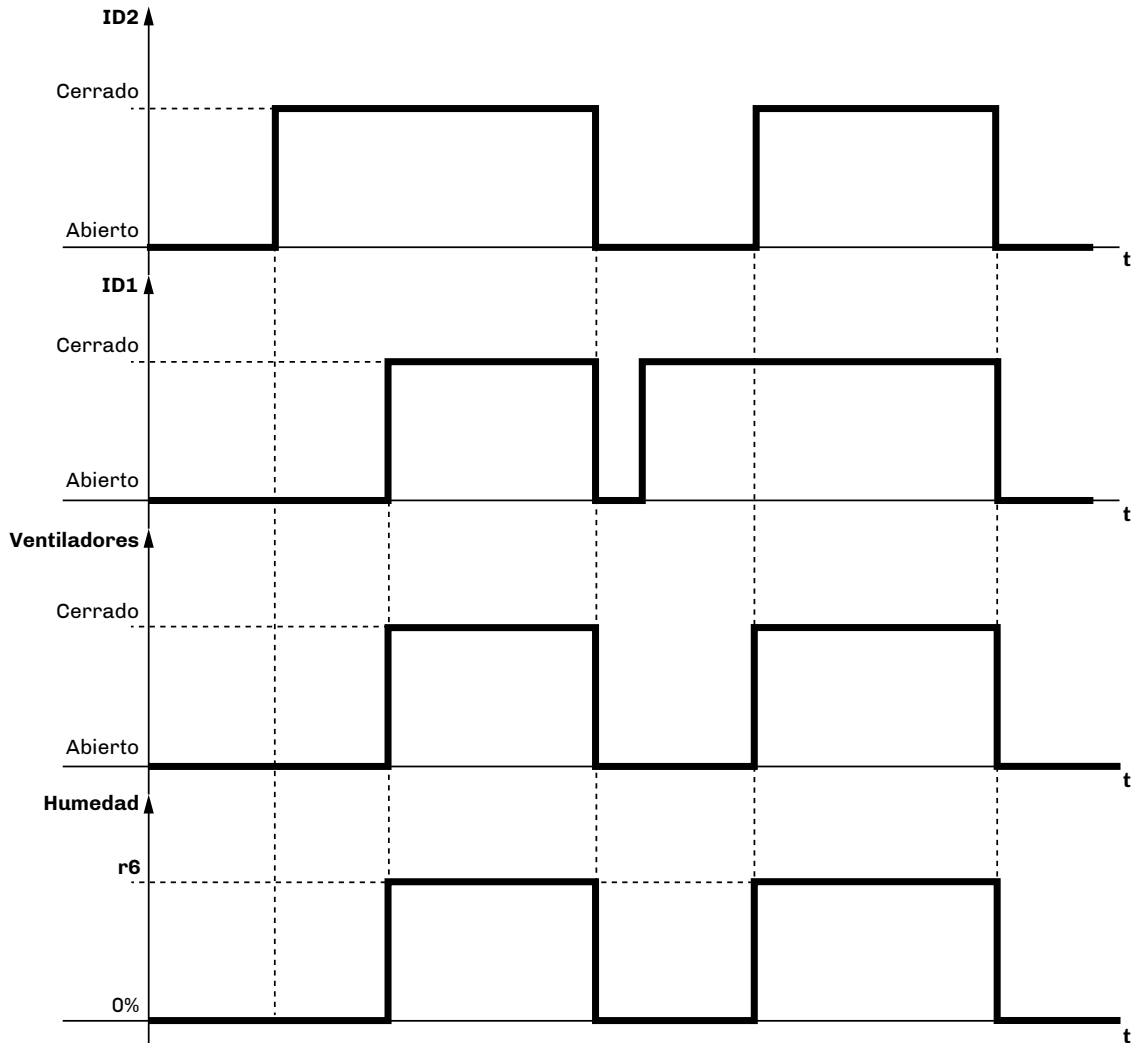 ID2
Cerrado
Abierto
t
ID1
Cerrado
Abierto
t
Ventiladores
Cerrado
Abierto
t
Humedad
r6
0%
t